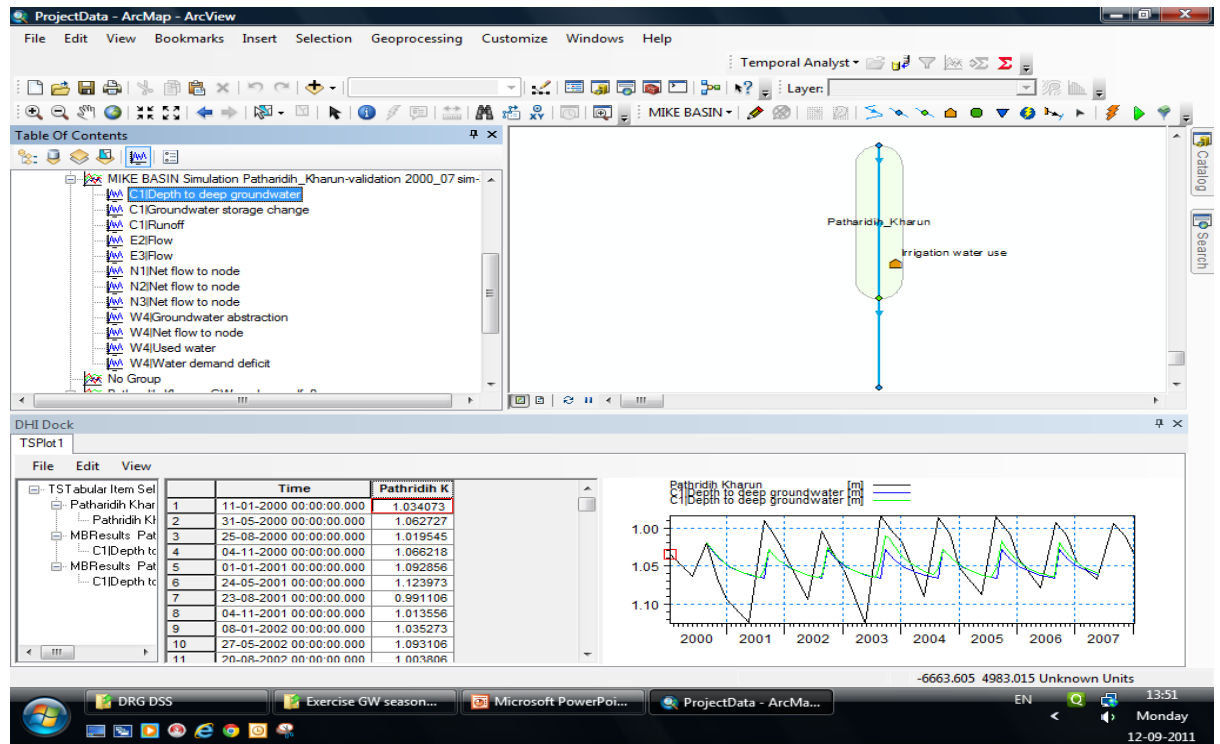 ProjectData - ArcMap - ArcView
File Edit View Bookmarks Insert Selection Geoprocessing Customize Windows Help
Temporal Analyst
Layer:
MIKE BASIN
Table Of Contents
MIKE BASIN Simulation Patharidih_Kharun-validation 2000_07 sim-
C1|Depth to deep groundwater
C1|Groundwater storage change
C1|Runoff
E2|Flow
E3|Flow
N1|Net flow to node
N2|Net flow to node
N3|Net flow to node
W4|Groundwater abstraction
W4|Net flow to node
W4|Used water
W4|Water demand deficit
No Group
Patharidih_Kharun
Irrigation water use
Catalog
Search
DHI Dock
TSPlot1
File Edit View
TSTabular Item Sel
Patharidih Khar
Pathridih Kh
MBResults Pat
C1|Depth to
MBResults Pat
C1|Depth to
Time Pathridih K
1 11-01-2000 00:00:00.000 1.034073
2 31-05-2000 00:00:00.000 1.062727
3 25-08-2000 00:00:00.000 1.019545
4 04-11-2000 00:00:00.000 1.066218
5 01-01-2001 00:00:00.000 1.092856
6 24-05-2001 00:00:00.000 1.123973
7 23-08-2001 00:00:00.000 0.991106
8 04-11-2001 00:00:00.000 1.013556
9 08-01-2002 00:00:00.000 1.035273
10 27-05-2002 00:00:00.000 1.093106
11 20-08-2002 00:00:00.000 1.003806
Pathridih Kharun [m]
C1|Depth to deep groundwater [m]
C1|Depth to deep groundwater [m]
1.00
1.05
1.10
2000 2001 2002 2003 2004 2005 2006 2007
-6663.605 4983.015 Unknown Units
DRG DSS
Exercise GW season...
Microsoft PowerPoi...
ProjectData - ArcMa...
EN
13:51
Monday
12-09-2011